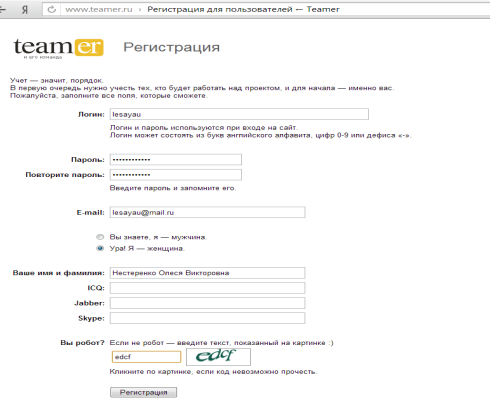 Я www.teamer.ru • Регистрация для пользователей — Teamer
teamer Регистрация
и его команда
Учет — значит, порядок.
В первую очередь нужно учесть тех, кто будет работать над проектом, и для начала — именно вас.
Пожалуйста, заполните все поля, которые сможете.
Логин: lesayau
Логин и пароль используются при входе на сайт.
Логин может состоять из букв английского алфавита, цифр 0-9 или дефиса «-».
Пароль: ••••••••••••
Повторите пароль: ••••••••••••
Введите пароль и запомните его.
E-mail: lesayau@mail.ru
Вы знаете, я — мужчина.
Ура! Я — женщина.
Ваше имя и фамилия: Нестеренко Олеся Викторовна
ICQ:
Jabber:
Skype:
Вы робот? Если не робот — введите текст, показанный на картинке :)
edcf edcf
Кликните по картинке, если код невозможно прочесть.
Регистрация